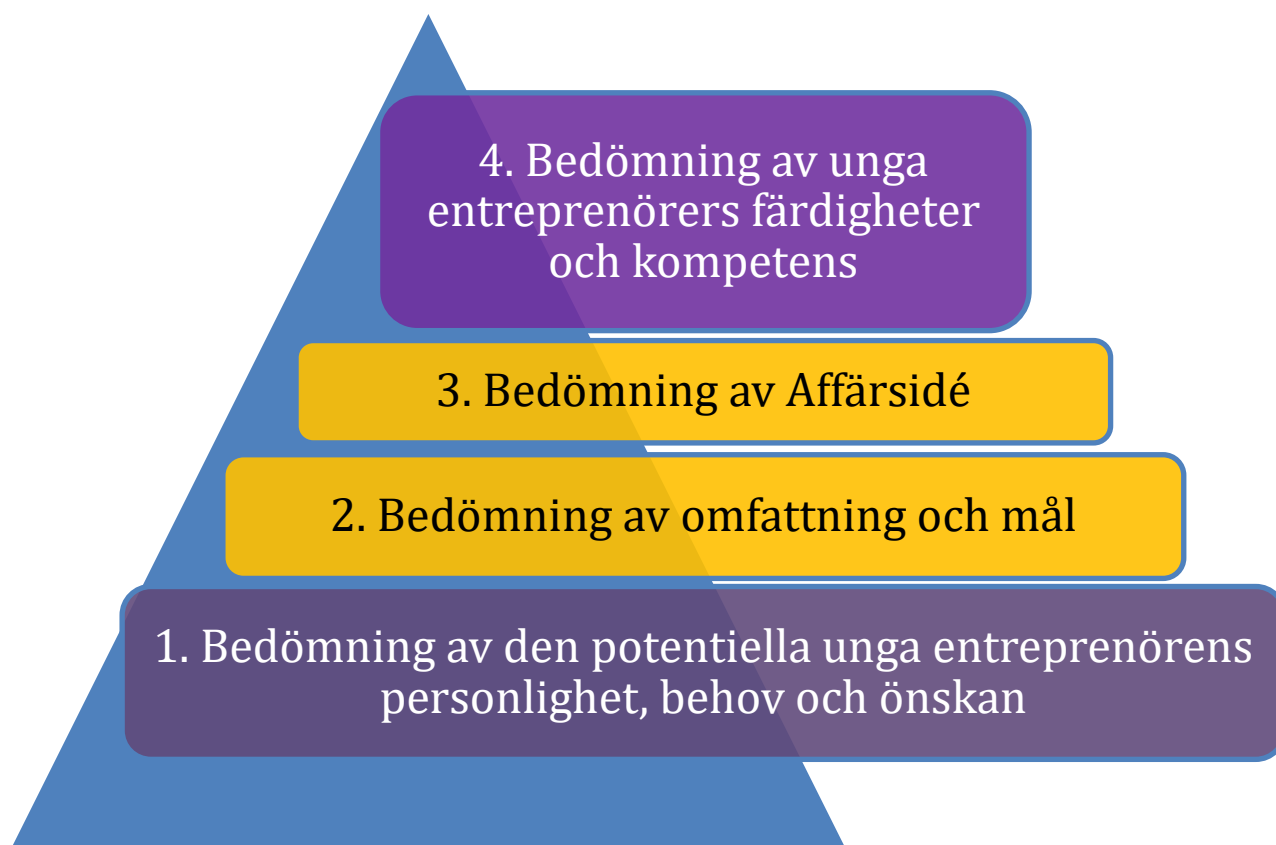 4. Bedömning av unga
entreprenörers färdigheter
och kompetens
3. Bedömning av Affärsidé
2. Bedömning av omfattning och mål
1. Bedömning av den potentiella unga entreprenörens
personlighet, behov och önskan